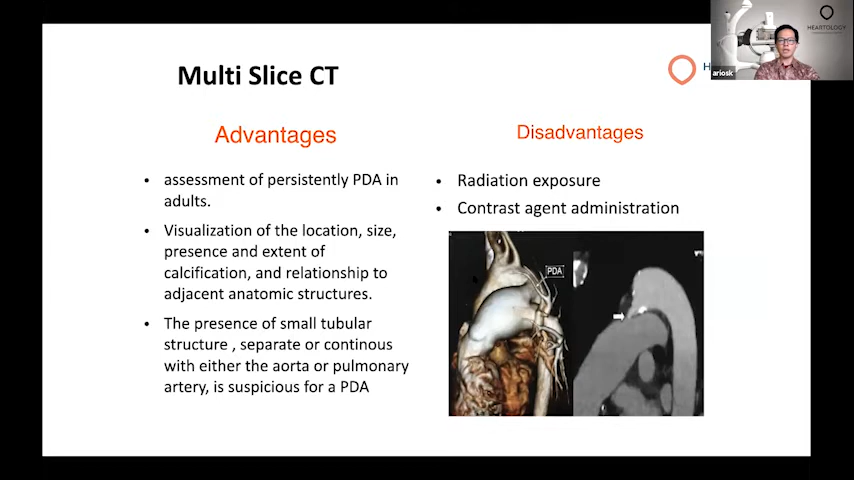 Multi Slice CT
HEARTOLOGY
ariosk
Advantages
• assessment of persistently PDA in
adults.
• Visualization of the location, size,
presence and extent of
calcification, and relationship to
adjacent anatomic structures.
• The presence of small tubular
structure , separate or continous
with either the aorta or pulmonary
artery, is suspicious for a PDA
Disadvantages
• Radiation exposure
• Contrast agent administration
PDA